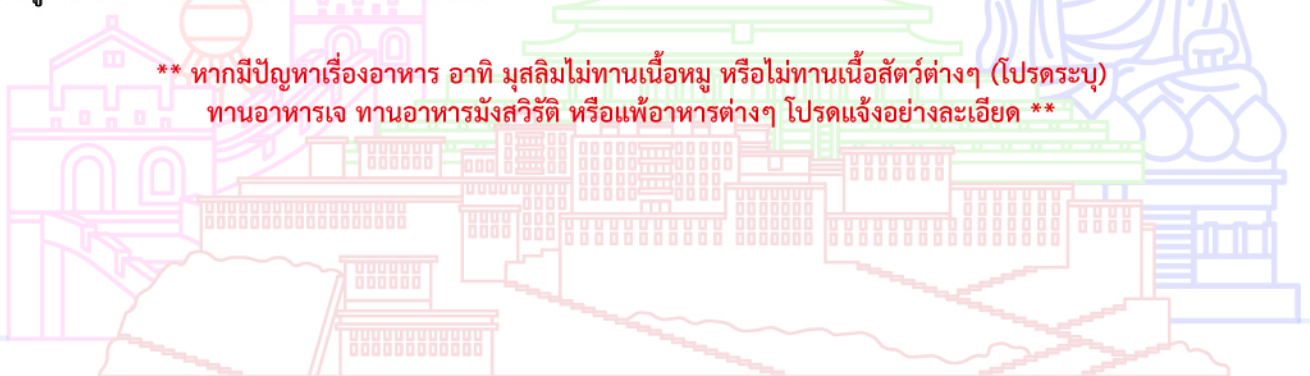 ** หากมีปัญหาเรื่องอาหาร อาทิ มุสลิมไม่ทานเนื้อหมู หรือไม่ทานเนื้อสัตว์ต่างๆ (โปรดระบุ)
ทานอาหารเจ ทานอาหารมังสวิรัติ หรือแพ้อาหารต่างๆ โปรดแจ้งอย่างละเอียด **